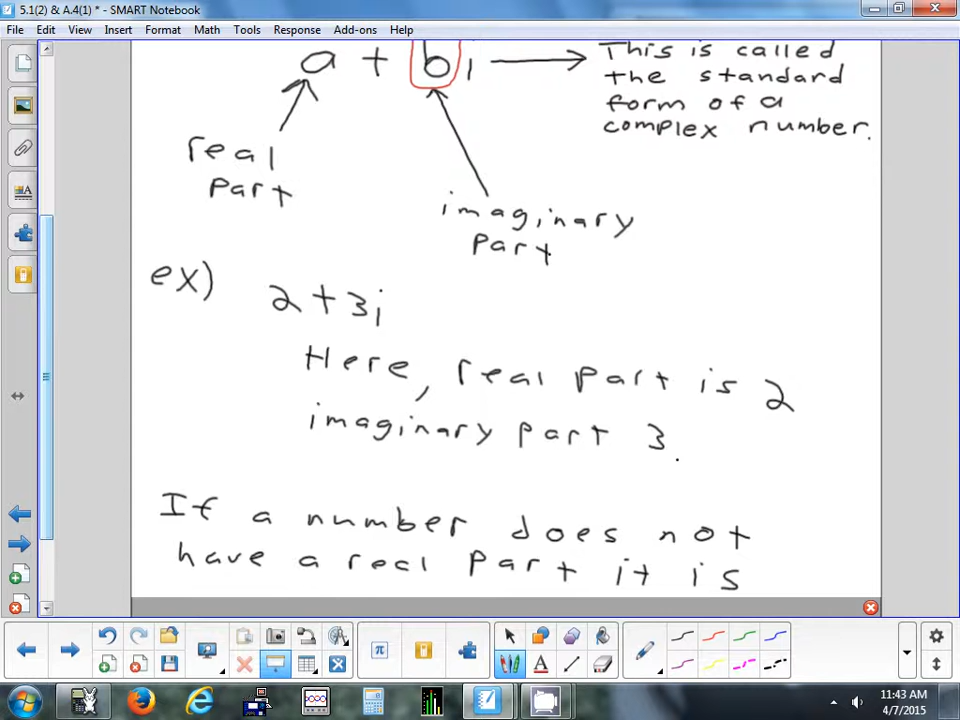 5.1(2) & A.4(1) * - SMART Notebook
File Edit View Insert Format Math Tools Response Add-ons Help
a + bi
This is called
the standard
form of a
complex number.
real
part
imaginary
part
ex) 2+3i
Here, real part is 2
imaginary part 3.
If a number does not
have a real part it is
11:43 AM
4/7/2015